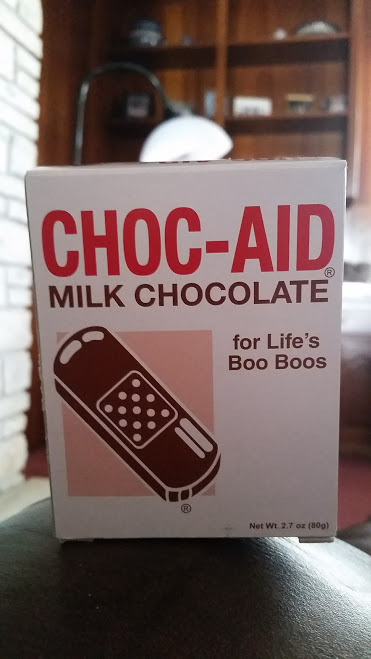 CHOC-AID®
MILK CHOCOLATE
for Life's
Boo Boos
®
Net Wt. 2.7 oz (80g)